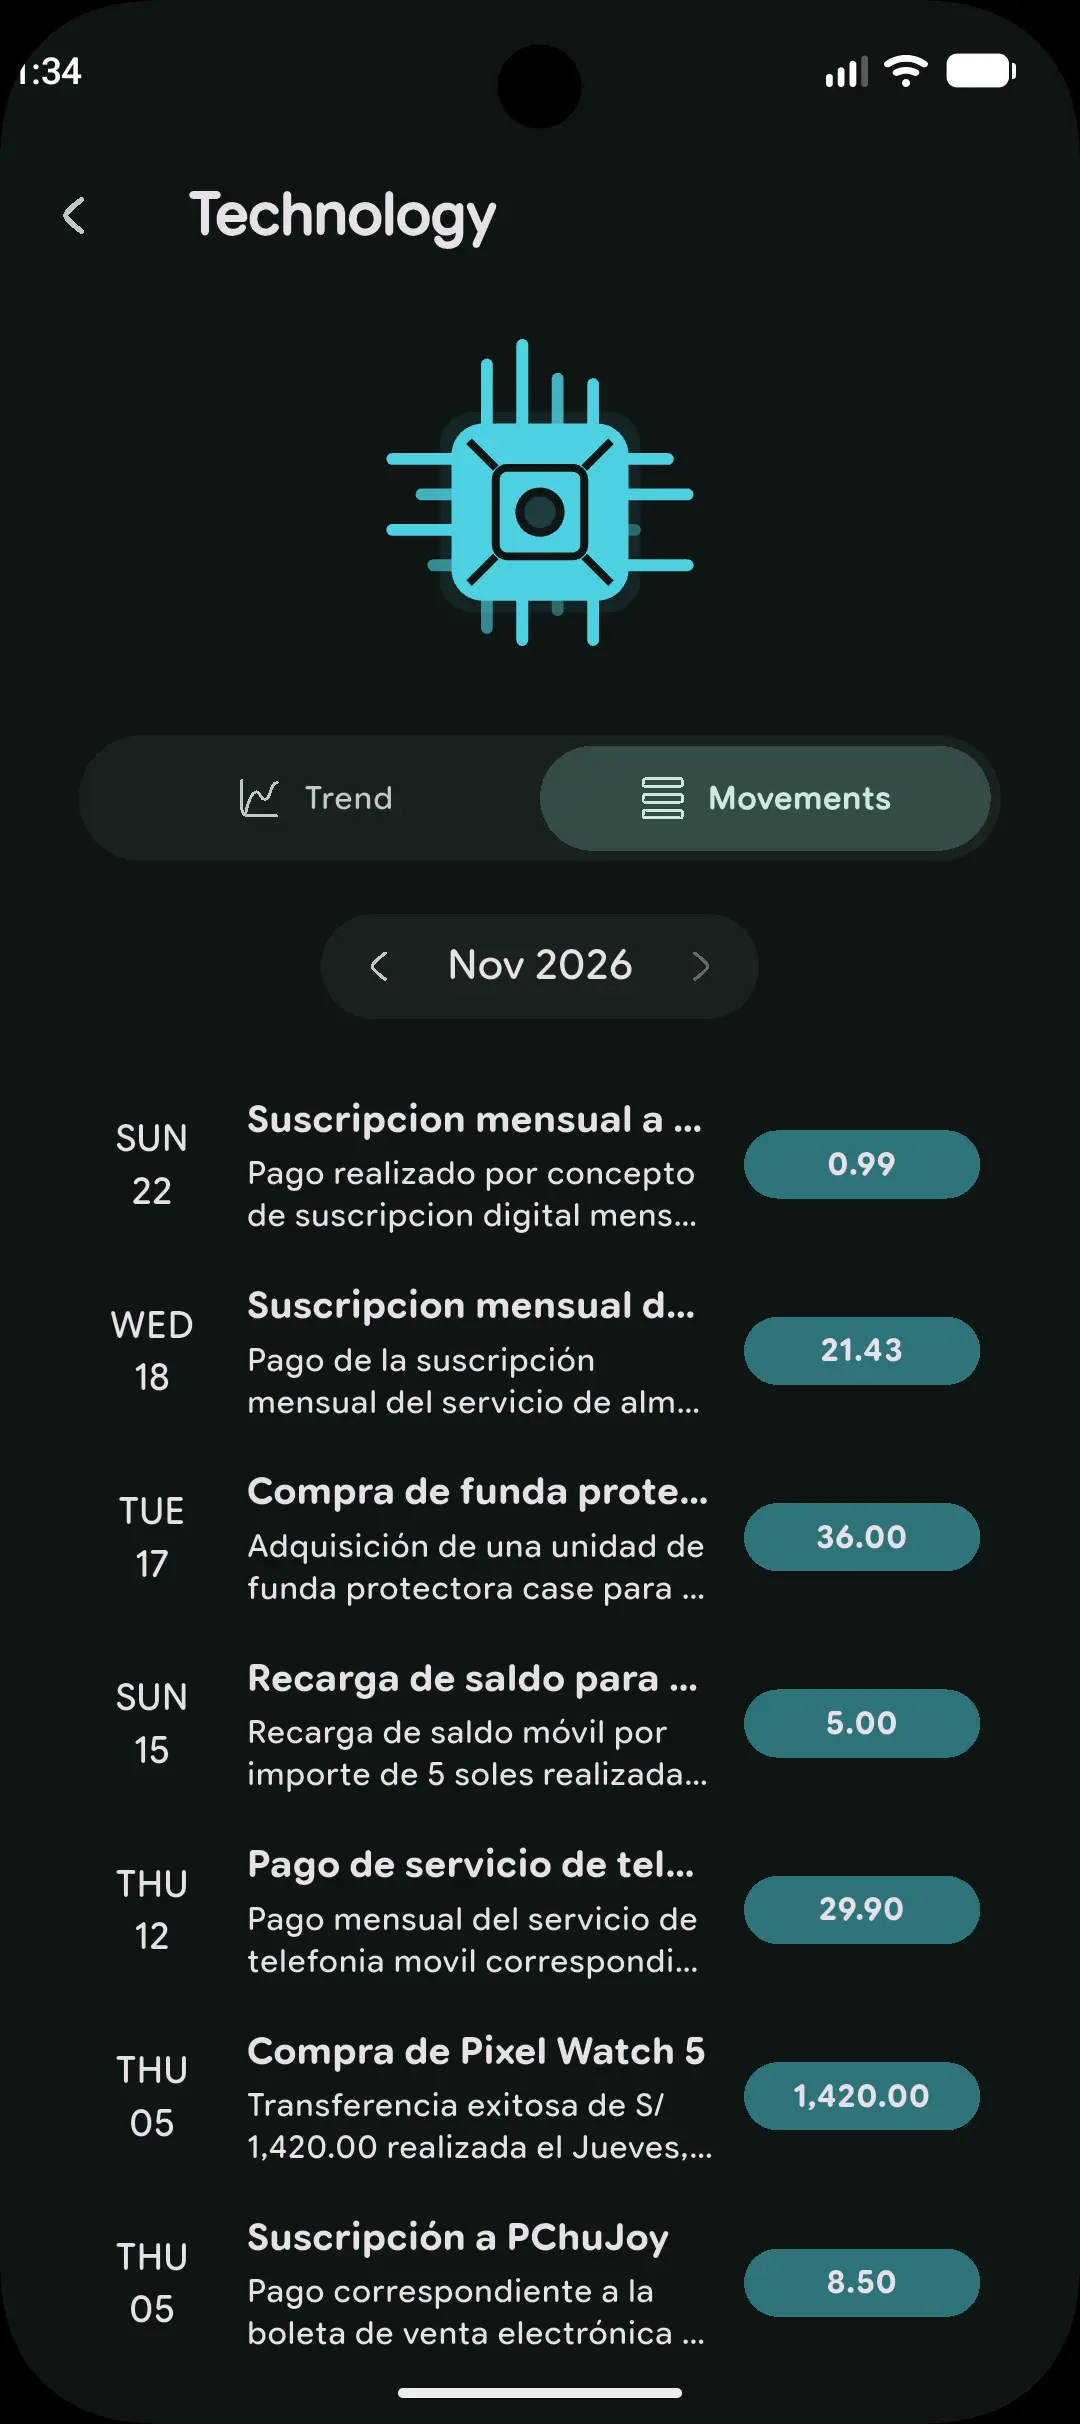 :34
Technology
Trend
Movements
Nov 2026
SUN
22
Suscripcion mensual a ...
Pago realizado por concepto
de suscripcion digital mens...
0.99
WED
18
Suscripcion mensual d...
Pago de la suscripción
mensual del servicio de alm...
21.43
TUE
17
Compra de funda prote...
Adquisición de una unidad de
funda protectora case para ...
36.00
SUN
15
Recarga de saldo para ...
Recarga de saldo móvil por
importe de 5 soles realizada...
5.00
THU
12
Pago de servicio de tel...
Pago mensual del servicio de
telefonia movil correspondi...
29.90
THU
05
Compra de Pixel Watch 5
Transferencia exitosa de S/
1,420.00 realizada el Jueves,...
1,420.00
THU
05
Suscripción a PChuJoy
Pago correspondiente a la
boleta de venta electrónica ...
8.50